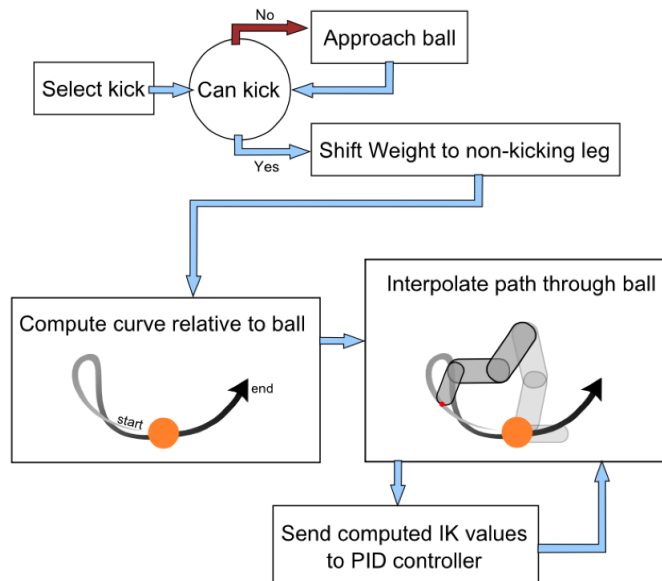 No
Approach ball
Select kick
Can kick
Yes
Shift Weight to non-kicking leg
Compute curve relative to ball
start
end
Interpolate path through ball
Send computed IK values
to PID controller